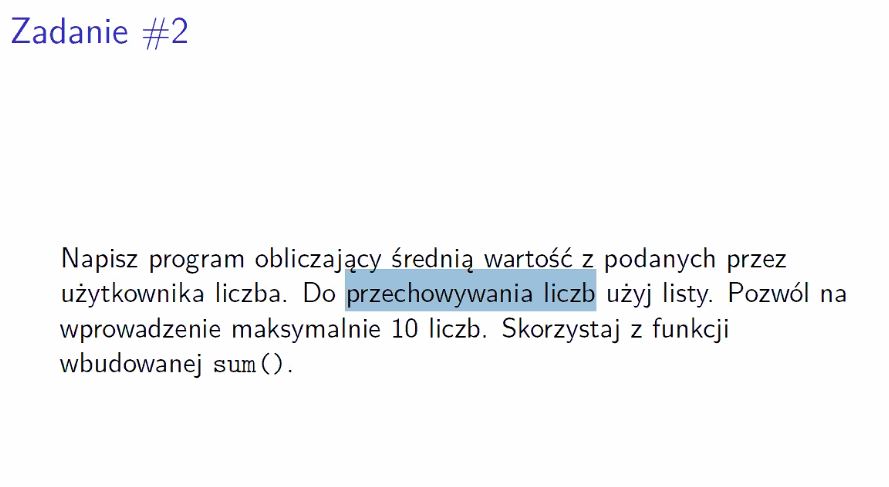 Zadanie #2
Napisz program obliczający średnią wartość z podanych przez
użytkownika liczba. Do przechowywania liczb użyj listy. Pozwól na
wprowadzenie maksymalnie 10 liczb. Skorzystaj z funkcji
wbudowanej sum().